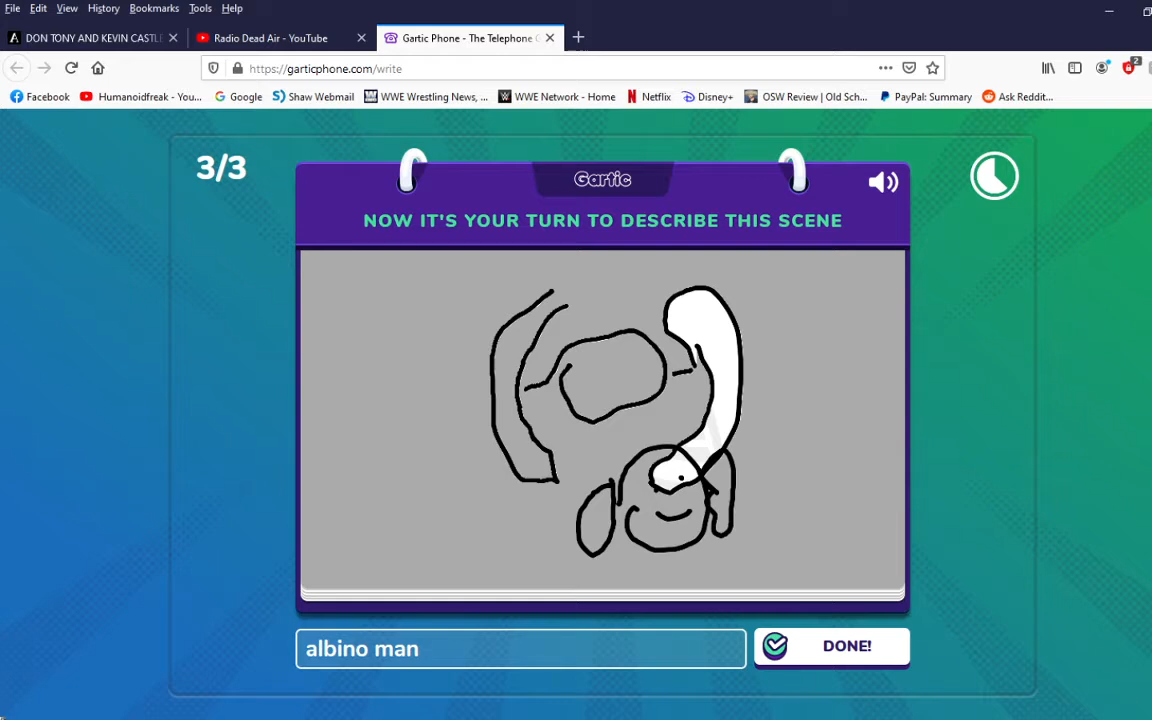 File Edit View History Bookmarks Tools Help
DON TONY AND KEVIN CASTLE
Radio Dead Air - YouTube
Gartic Phone - The Telephone
https://garticphone.com/write
2
Facebook
Humanoidfreak - You...
Google
Shaw Webmail
WWE Wrestling News, ...
WWE Network - Home
Netflix
Disney+
OSW Review | Old Sch...
PayPal: Summary
Ask Reddit...
3/3
Gartic
NOW IT'S YOUR TURN TO DESCRIBE THIS SCENE
albino man
DONE!